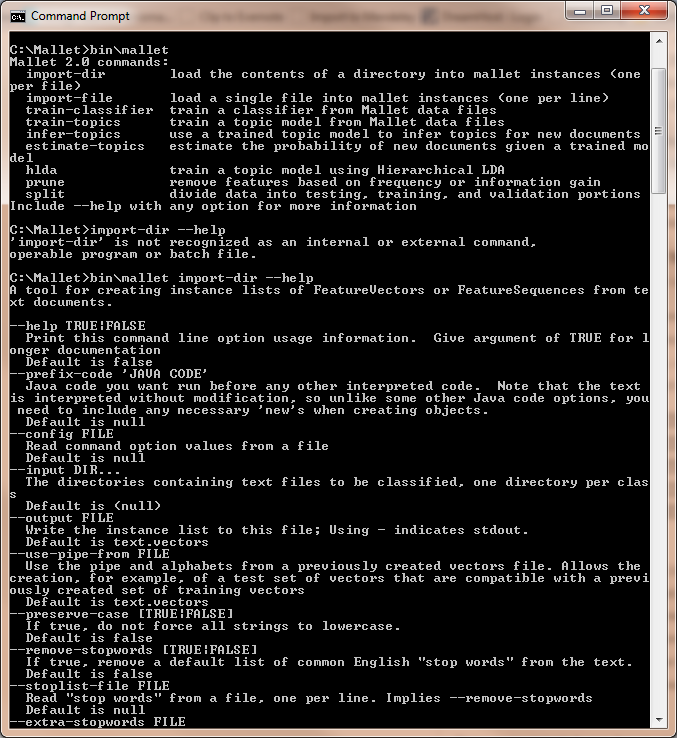 Command Prompt
C:\Mallet>bin\mallet
Mallet 2.0 commands:
  import-dir        load the contents of a directory into mallet instances (one
per file)
  import-file       load a single file into mallet instances (one per line)
  train-classifier  train a classifier from Mallet data files
  train-topics      train a topic model from Mallet data files
  infer-topics      use a trained topic model to infer topics for new documents
  estimate-topics   estimate the probability of new documents given a trained mo
del
  hlda              train a topic model using Hierarchical LDA
  prune             remove features based on frequency or information gain
  split             divide data into testing, training, and validation portions
Include --help with any option for more information
C:\Mallet>import-dir --help
'import-dir' is not recognized as an internal or external command,
operable program or batch file.
C:\Mallet>bin\mallet import-dir --help
A tool for creating instance lists of FeatureVectors or FeatureSequences from te
xt documents.
--help TRUE|FALSE
  Print this command line option usage information.  Give argument of TRUE for l
onger documentation
  Default is false
--prefix-code 'JAVA CODE'
  Java code you want run before any other interpreted code.  Note that the text
is interpreted without modification, so unlike some other Java code options, you
 need to include any necessary 'new's when creating objects.
  Default is null
--config FILE
  Read command option values from a file
  Default is null
--input DIR...
  The directories containing text files to be classified, one directory per clas
s
  Default is (null)
--output FILE
  Write the instance list to this file; Using - indicates stdout.
  Default is text.vectors
--use-pipe-from FILE
  Use the pipe and alphabets from a previously created vectors file. Allows the
creation, for example, of a test set of vectors that are compatible with a previ
ously created set of training vectors
  Default is text.vectors
--preserve-case [TRUE|FALSE]
  If true, do not force all strings to lowercase.
  Default is false
--remove-stopwords [TRUE|FALSE]
  If true, remove a default list of common English "stop words" from the text.
  Default is false
--stoplist-file FILE
  Read "stop words" from a file, one per line. Implies --remove-stopwords
  Default is null
--extra-stopwords FILE